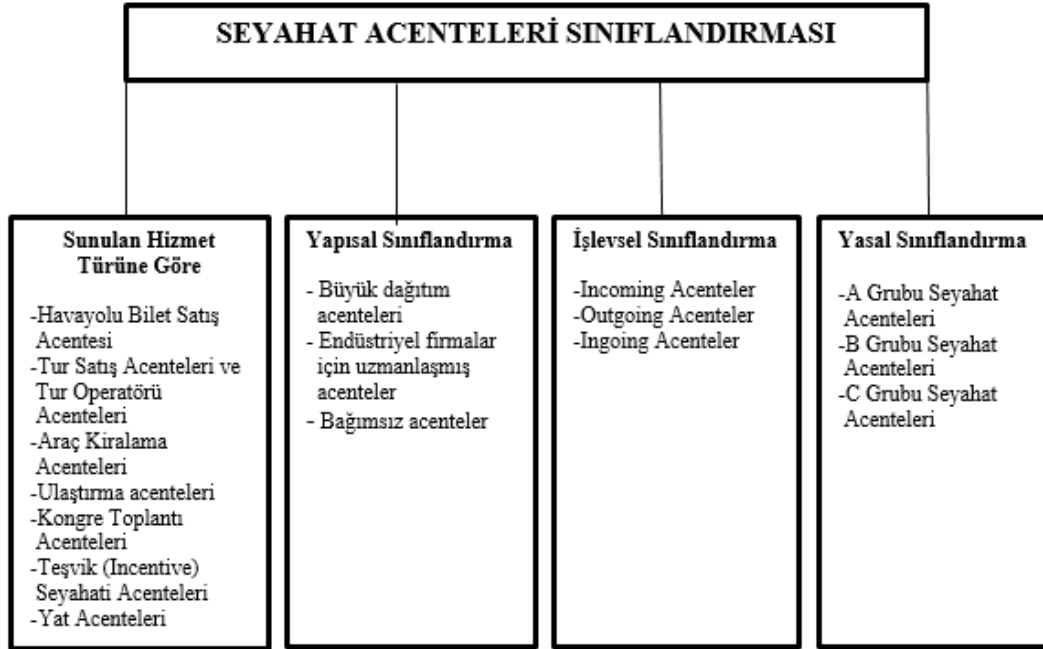 SEYAHAT ACENTELERİ SINIFLANDIRMASI
Sunulan Hizmet
Türüne Göre
-Havayolu Bilet Satış
Acentesi
-Tur Satış Acenteleri ve
Tur Operatörü
Acenteleri
-Araç Kiralama
Acenteleri
-Ulaştırma acenteleri
-Kongre Toplantı
Acenteleri
-Teşvik (Incentive)
Seyahati Acenteleri
-Yat Acenteleri
Yapısal Sınıflandırma
- Büyük dağıtım
acenteleri
- Endüstriyel firmalar
için uzmanlaşmış
acenteler
- Bağımsız acenteler
İşlevsel Sınıflandırma
-Incoming Acenteler
-Outgoing Acenteler
-Ingoing Acenteler
Yasal Sınıflandırma
-A Grubu Seyahat
Acenteleri
-B Grubu Seyahat
Acenteleri
-C Grubu Seyahat
Acenteleri